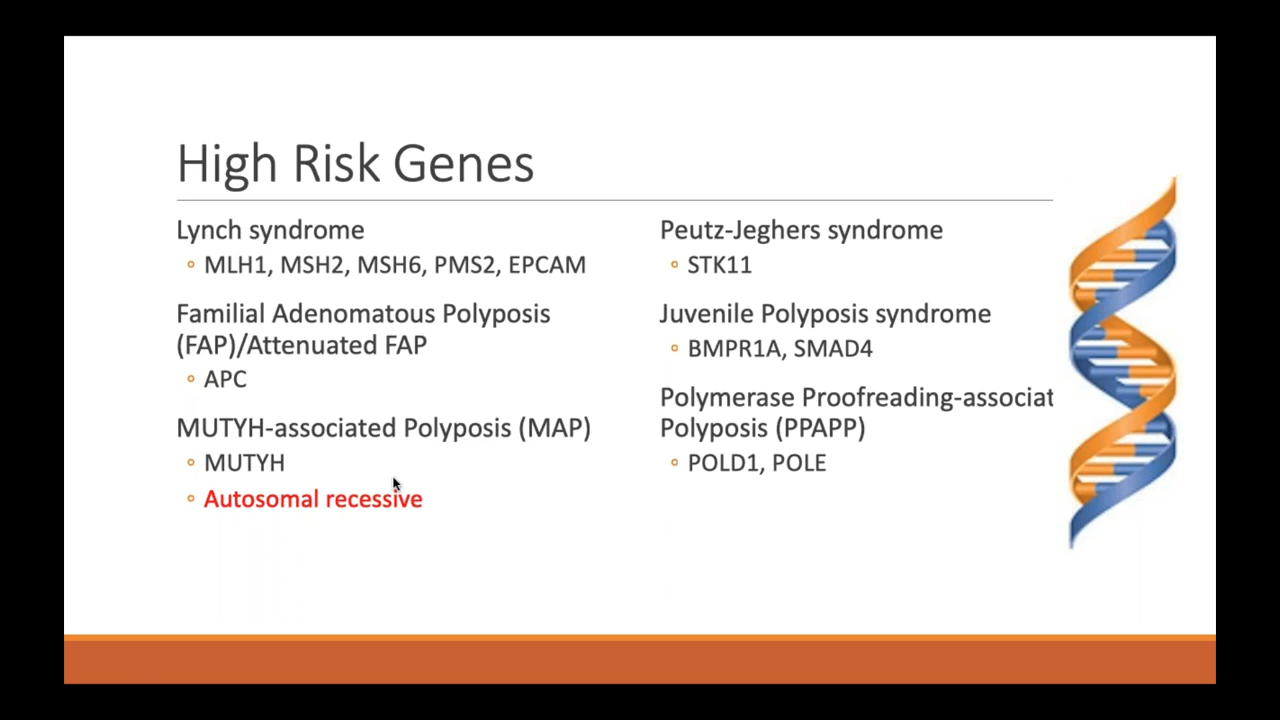 High Risk Genes
Lynch syndrome
MLH1, MSH2, MSH6, PMS2, EPCAM
Familial Adenomatous Polyposis
(FAP)/Attenuated FAP
APC
MUTYH-associated Polyposis (MAP)
MUTYH
Autosomal recessive
Peutz-Jeghers syndrome
STK11
Juvenile Polyposis syndrome
BMPR1A, SMAD4
Polymerase Proofreading-associat
Polyposis (PPAPP)
POLD1, POLE